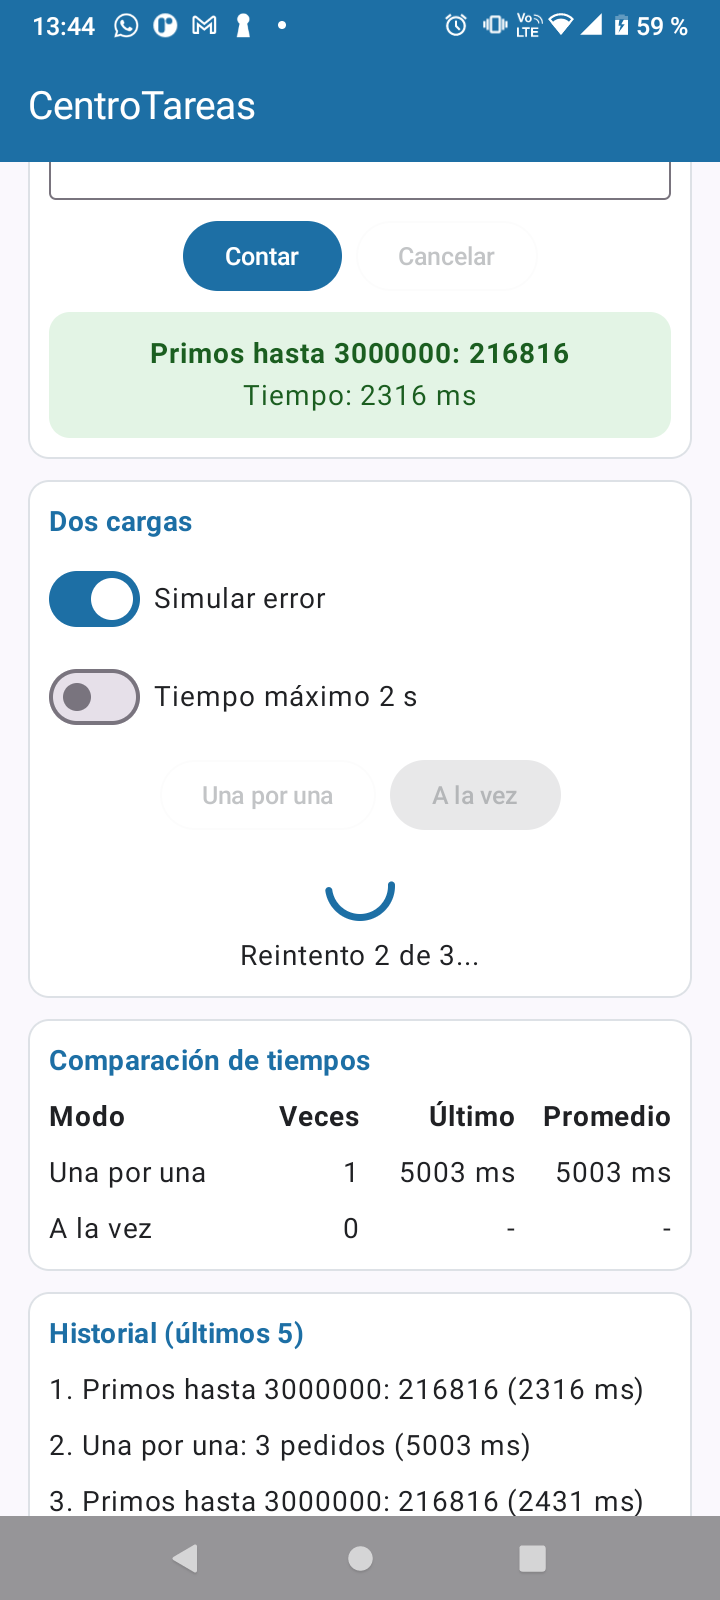 13:44
Vo
LTE
59 %
CentroTareas
Contar
Cancelar
Primos hasta 3000000: 216816
Tiempo: 2316 ms
Dos cargas
Simular error
Tiempo máximo 2 s
Una por una
A la vez
Reintento 2 de 3...
Comparación de tiempos
Modo Veces Último Promedio
Una por una 1 5003 ms 5003 ms
A la vez 0 - -
Historial (últimos 5)
1. Primos hasta 3000000: 216816 (2316 ms)
2. Una por una: 3 pedidos (5003 ms)
3. Primos hasta 3000000: 216816 (2431 ms)